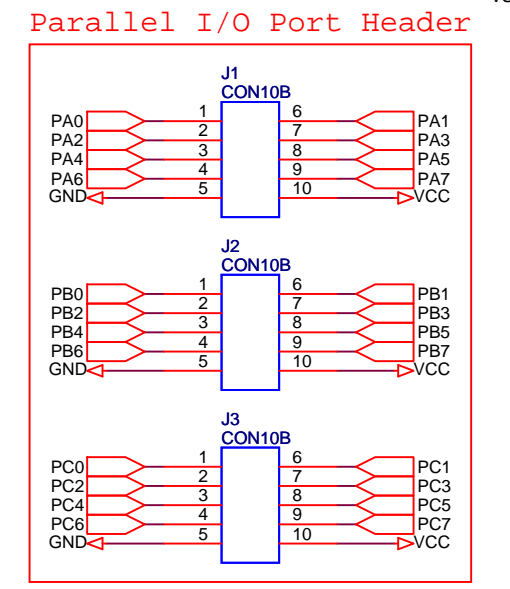 Parallel I/O Port Header
J1
CON10B
PA0 1 6 PA1
PA2 2 7 PA3
PA4 3 8 PA5
PA6 4 9 PA7
GND 5 10 VCC
J2
CON10B
PB0 1 6 PB1
PB2 2 7 PB3
PB4 3 8 PB5
PB6 4 9 PB7
GND 5 10 VCC
J3
CON10B
PC0 1 6 PC1
PC2 2 7 PC3
PC4 3 8 PC5
PC6 4 9 PC7
GND 5 10 VCC